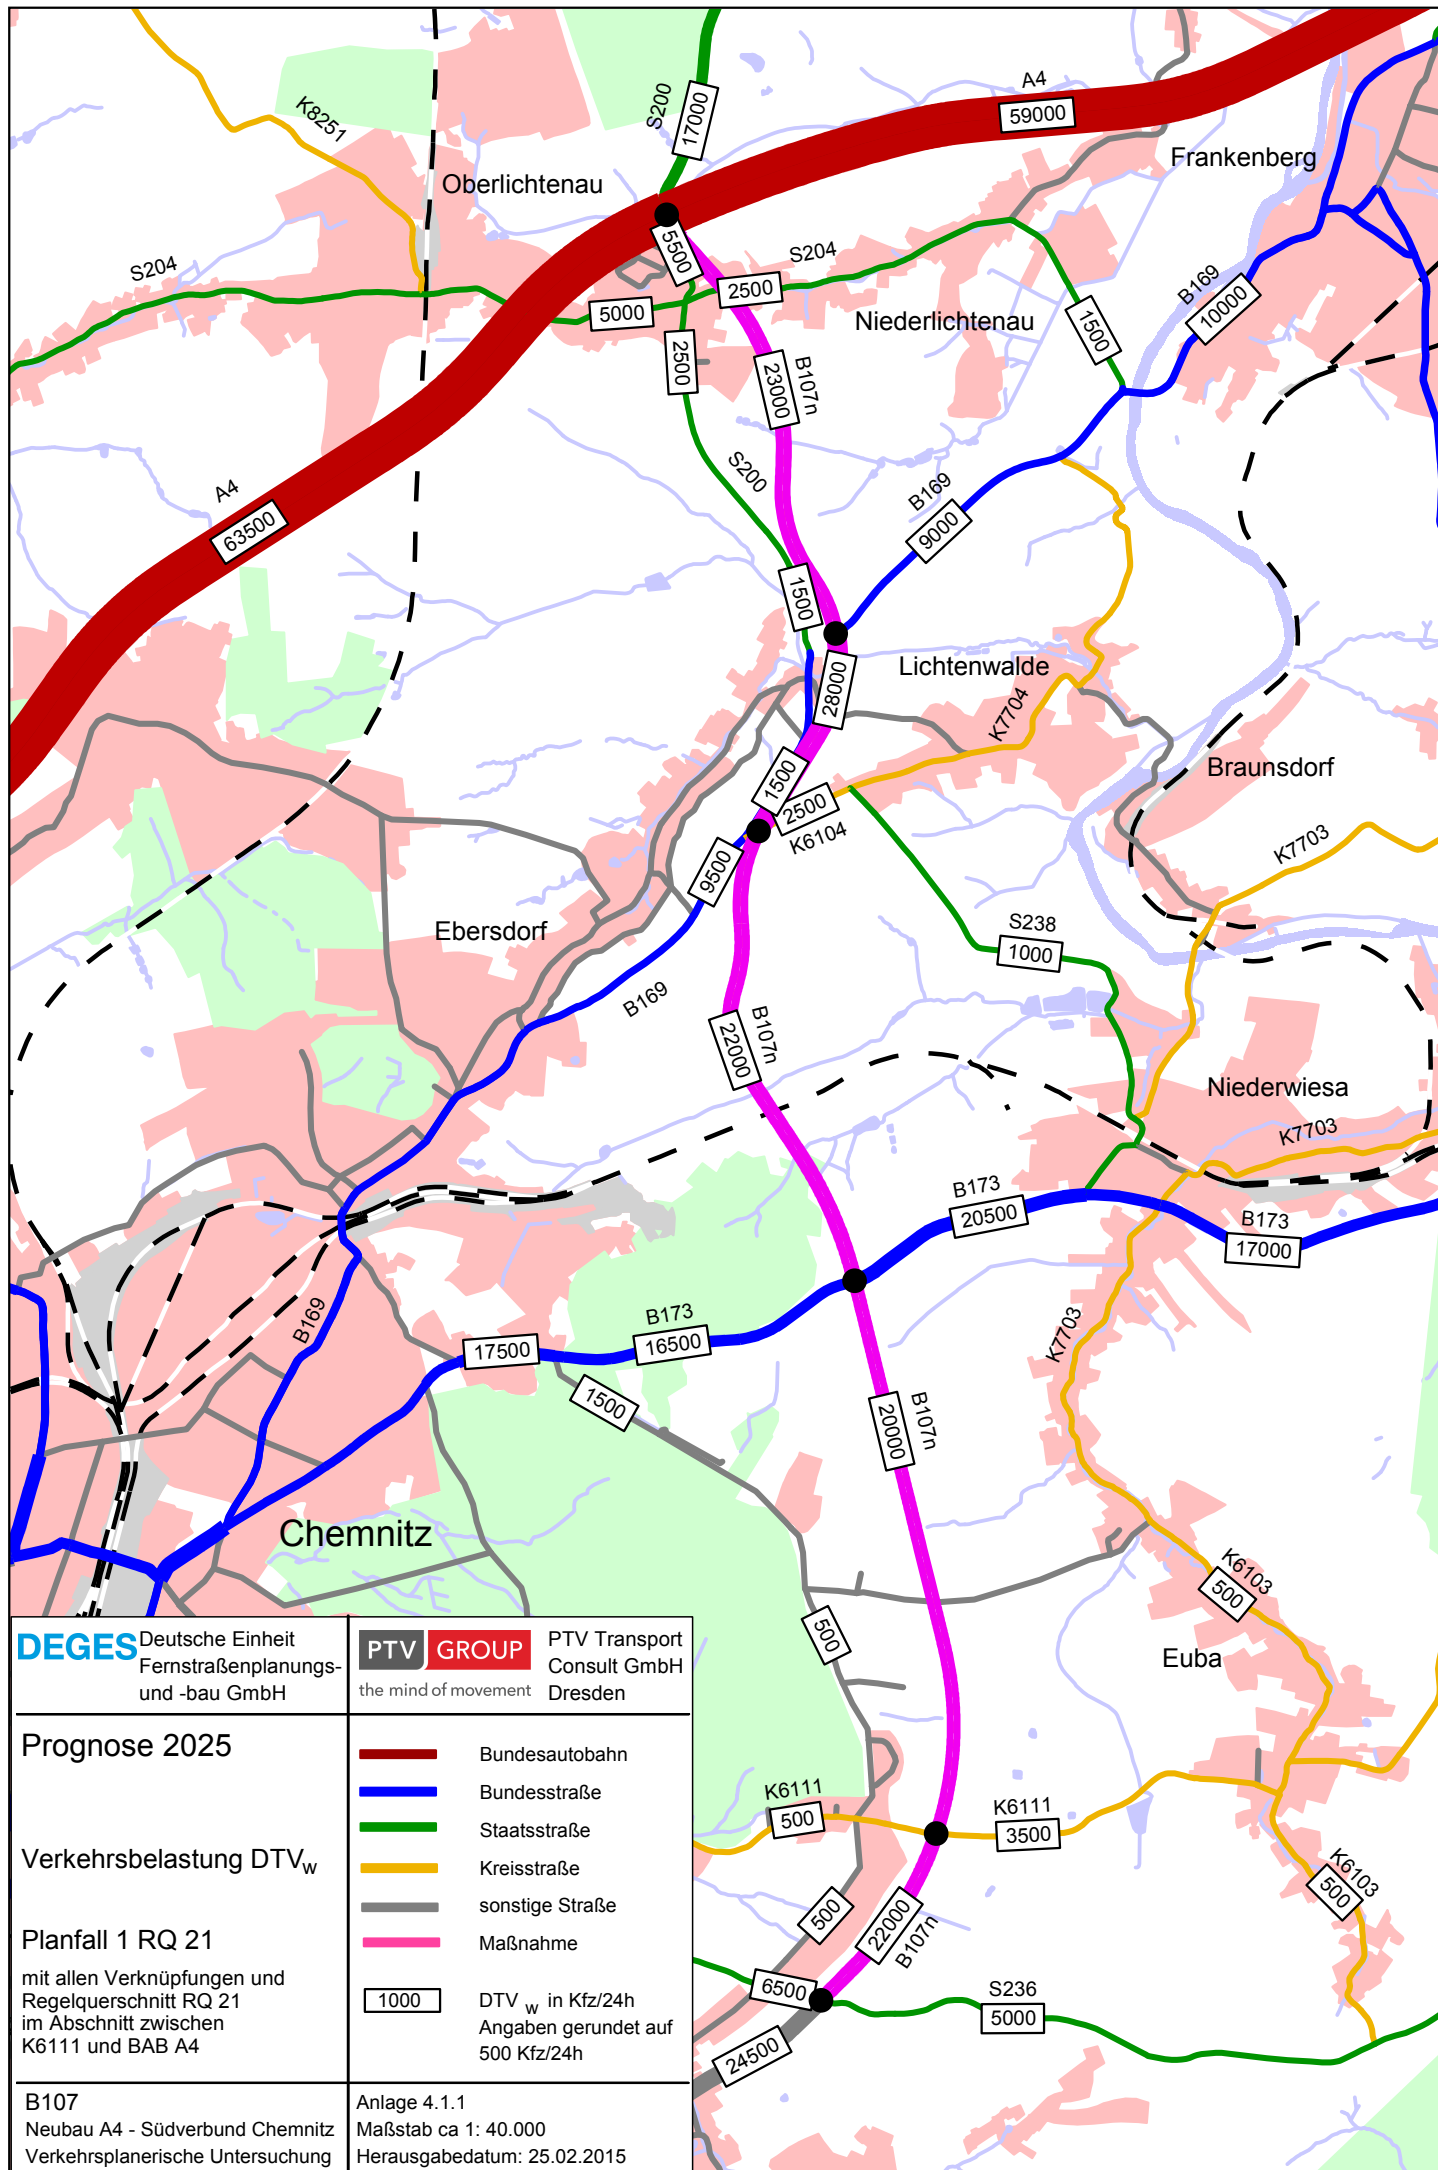 A4
59000
S200
17000
K8251
Frankenberg
Oberlichtenau
S204
5500
S204
2500
5000
B169
10000
Niederlichtenau
1500
2500
B107n
23000
S200
B169
9000
A4
63500
1500
Lichtenwalde
28000
K7704
Braunsdorf
1500
2500
K6104
K7703
9500
Ebersdorf
S238
1000
B169
B107n
22000
Niederwiesa
K7703
B173
20500
B173
17000
B169
B173
16500
17500
K7703
1500
B107n
20000
Chemnitz
K6103
500
500
Euba
K6111
500
K6111
3500
K6103
500
500
22000
B107n
6500
S236
5000
24500
DEGES Deutsche Einheit
Fernstraßenplanungs-
und -bau GmbH
PTV GROUP
the mind of movement
PTV Transport
Consult GmbH
Dresden
Prognose 2025
Verkehrsbelastung DTVw
Planfall 1 RQ 21
mit allen Verknüpfungen und
Regelquerschnitt RQ 21
im Abschnitt zwischen
K6111 und BAB A4
Bundesautobahn
Bundesstraße
Staatsstraße
Kreisstraße
sonstige Straße
Maßnahme
1000
DTV w in Kfz/24h
Angaben gerundet auf
500 Kfz/24h
B107
Neubau A4 - Südverbund Chemnitz
Verkehrsplanerische Untersuchung
Anlage 4.1.1
Maßstab ca 1: 40.000
Herausgabedatum: 25.02.2015